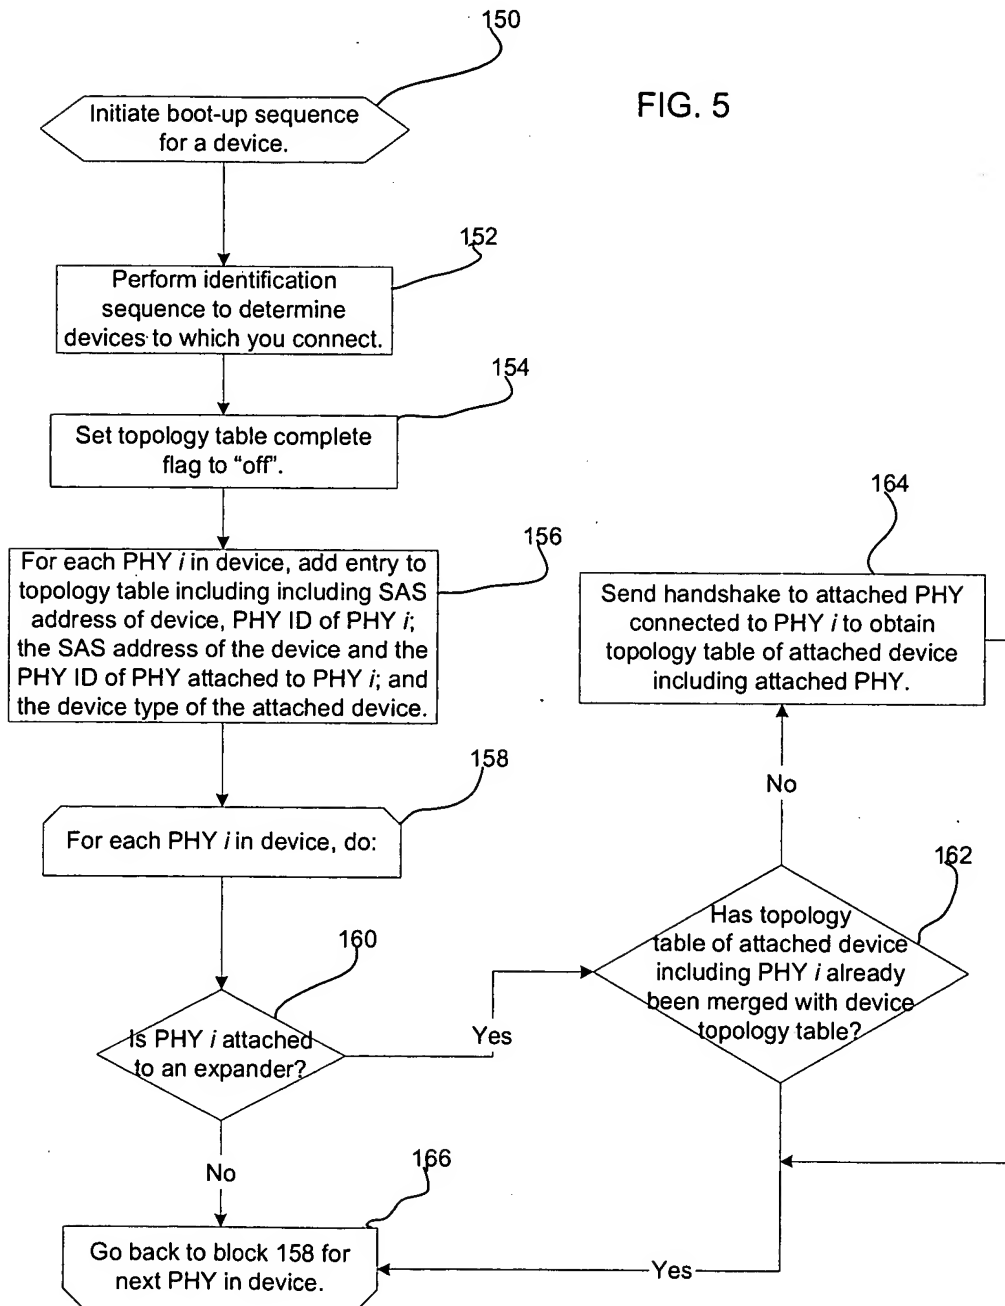 150
FIG. 5
Initiate boot-up sequence
for a device.
152
Perform identification
sequence to determine
devices to which you connect.
154
Set topology table complete
flag to “off”.
156
For each PHY i in device, add entry to
topology table including including SAS
address of device, PHY ID of PHY i;
the SAS address of the device and the
PHY ID of PHY attached to PHY i; and
the device type of the attached device.
158
For each PHY i in device, do:
160
Is PHY i attached
to an expander?
Yes
No
162
Has topology
table of attached device
including PHY i already
been merged with device
topology table?
No
164
Send handshake to attached PHY
connected to PHY i to obtain
topology table of attached device
including attached PHY.
Yes
166
Go back to block 158 for
next PHY in device.